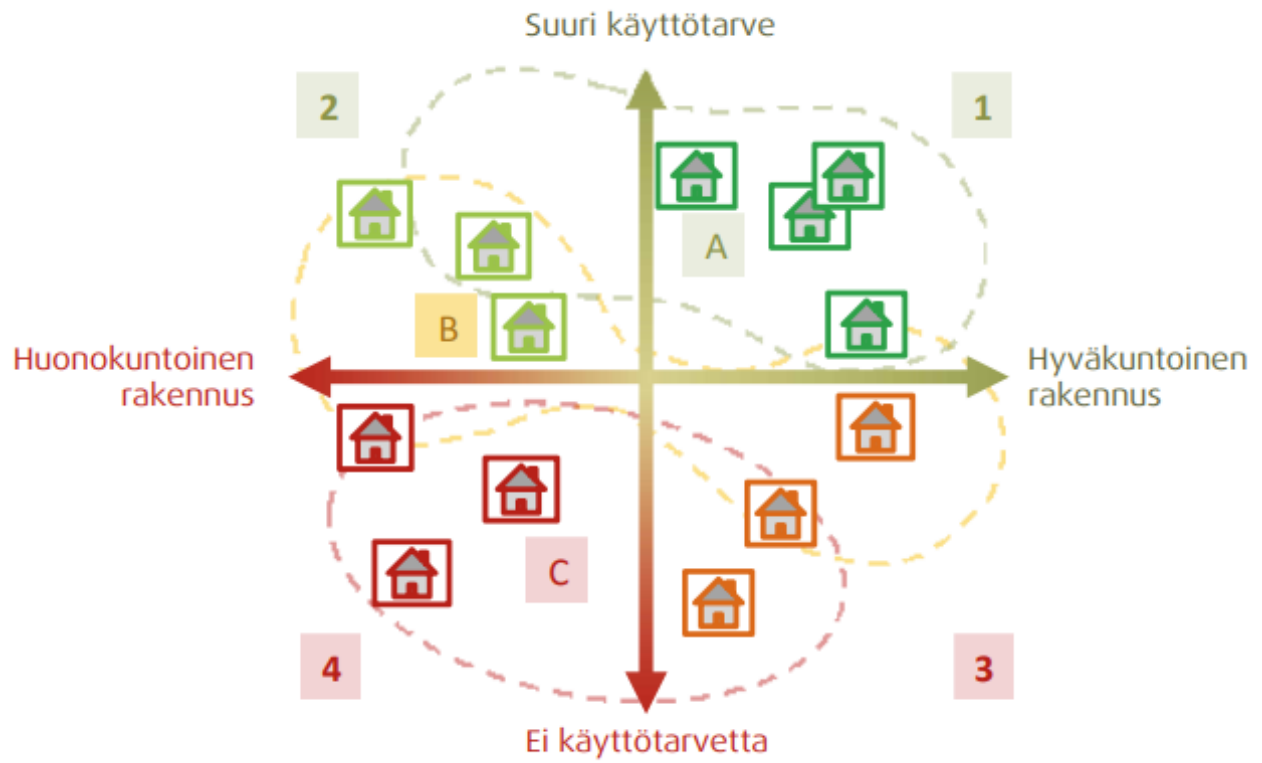 Suuri käyttötarve
2
1
A
B
Huonokuntoinen
rakennus
Hyväkuntoinen
rakennus
C
4
3
Ei käyttötarvetta